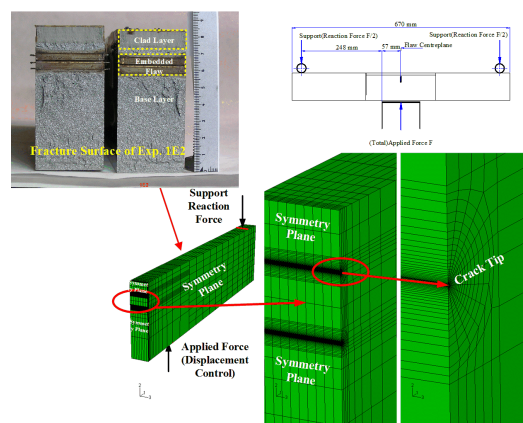 Clad Layer
Embedded
Flaw
Base Layer
Fracture Surface of Exp. 1E2
670 mm
Support(Reaction Force F/2)
Support(Reaction Force F/2)
248 mm
57 mm
Flaw Centreplane
(Total)Applied Force F
Support
Reaction
Force
Symmetry
Plane
Symmetry
Plane
Applied Force
(Displacement
Control)
Symmetry
Plane
Crack Tip